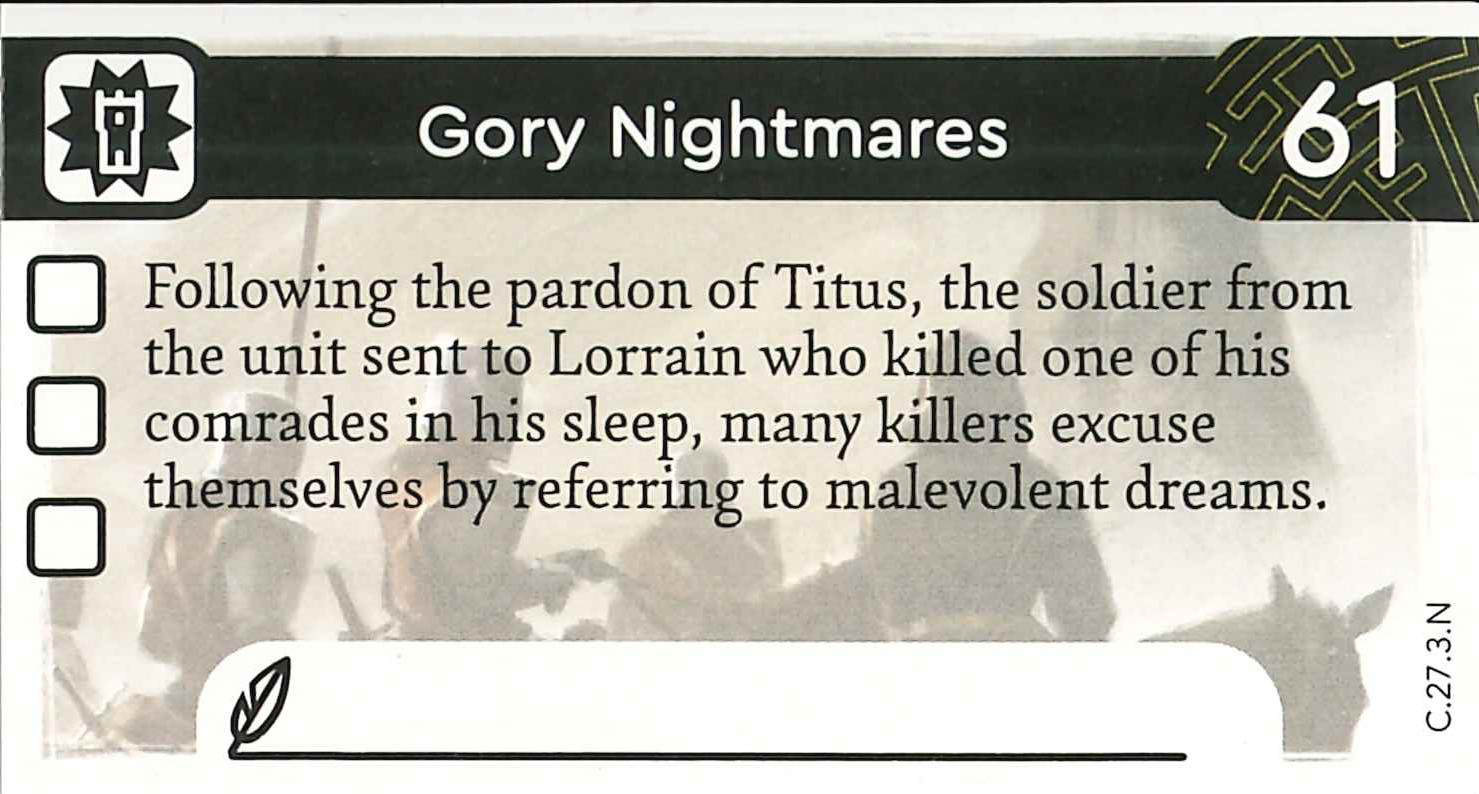 Gory Nightmares
61
Following the pardon of Titus, the soldier from
the unit sent to Lorrain who killed one of his
comrades in his sleep, many killers excuse
themselves by referring to malevolent dreams.
C.27.3.N